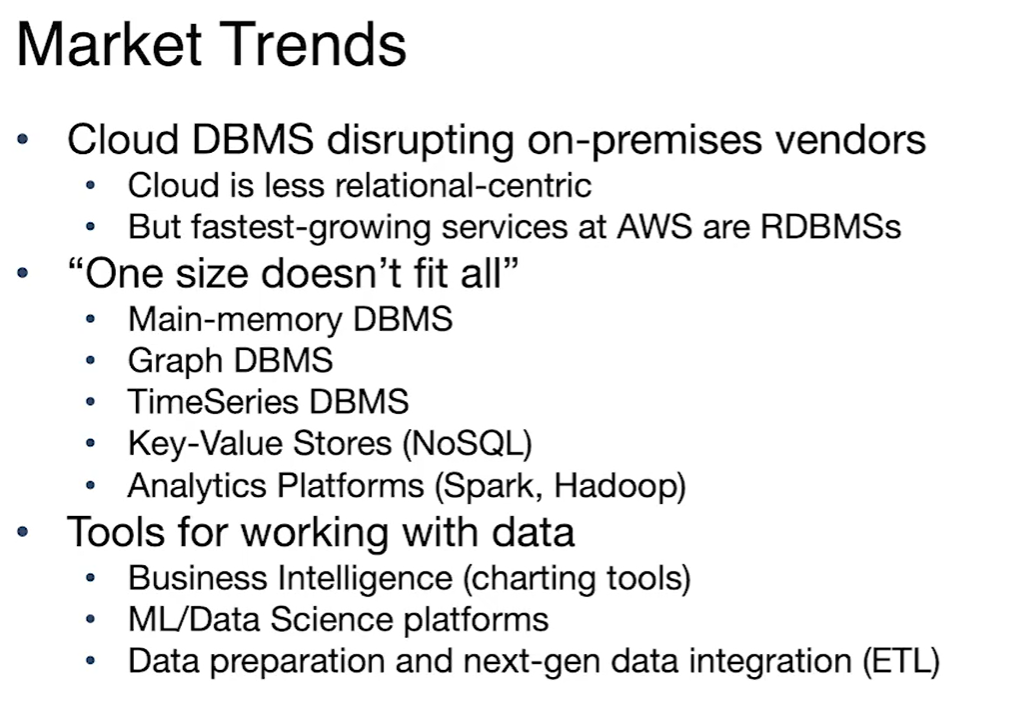 Market Trends
• Cloud DBMS disrupting on-premises vendors
• Cloud is less relational-centric
• But fastest-growing services at AWS are RDBMSs
• “One size doesn’t fit all”
• Main-memory DBMS
• Graph DBMS
• TimeSeries DBMS
• Key-Value Stores (NoSQL)
• Analytics Platforms (Spark, Hadoop)
• Tools for working with data
• Business Intelligence (charting tools)
• ML/Data Science platforms
• Data preparation and next-gen data integration (ETL)